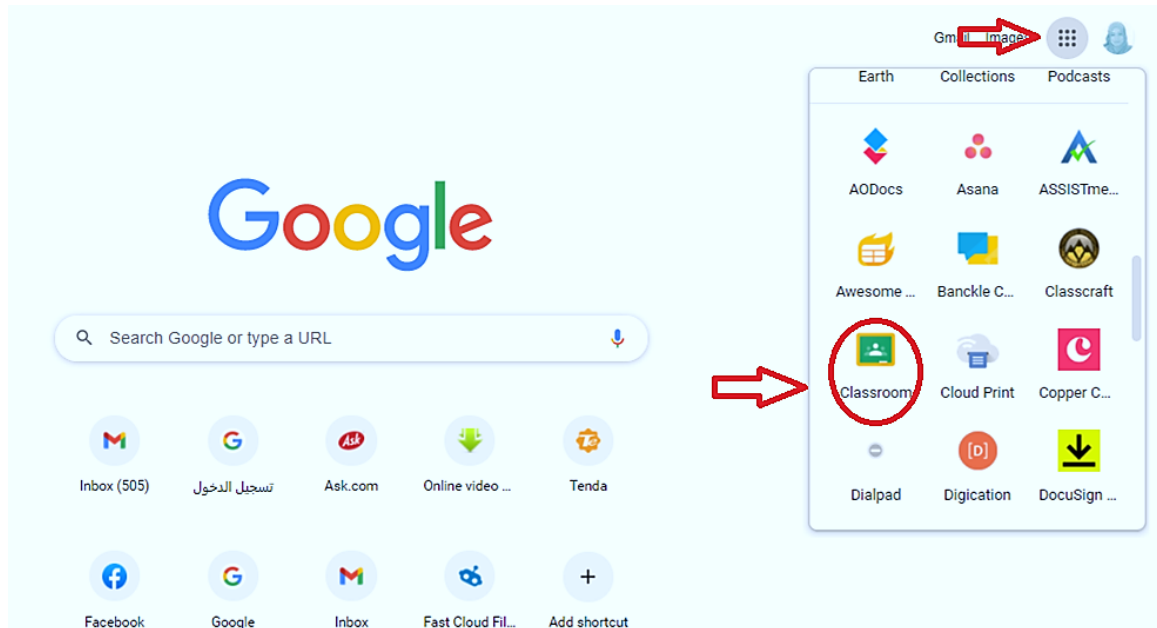 Gmail Images
Earth Collections Podcasts
AODocs Asana ASSISTme...
Google
Awesome ... Banckle C... Classcraft
Search Google or type a URL
Classroom Cloud Print Copper C...
Ask
[D]
Inbox (505) تسجيل الدخول Ask.com Online video ... Tenda
Dialpad Digication DocuSign ...
Facebook Google Inbox Fast Cloud Fil... Add shortcut